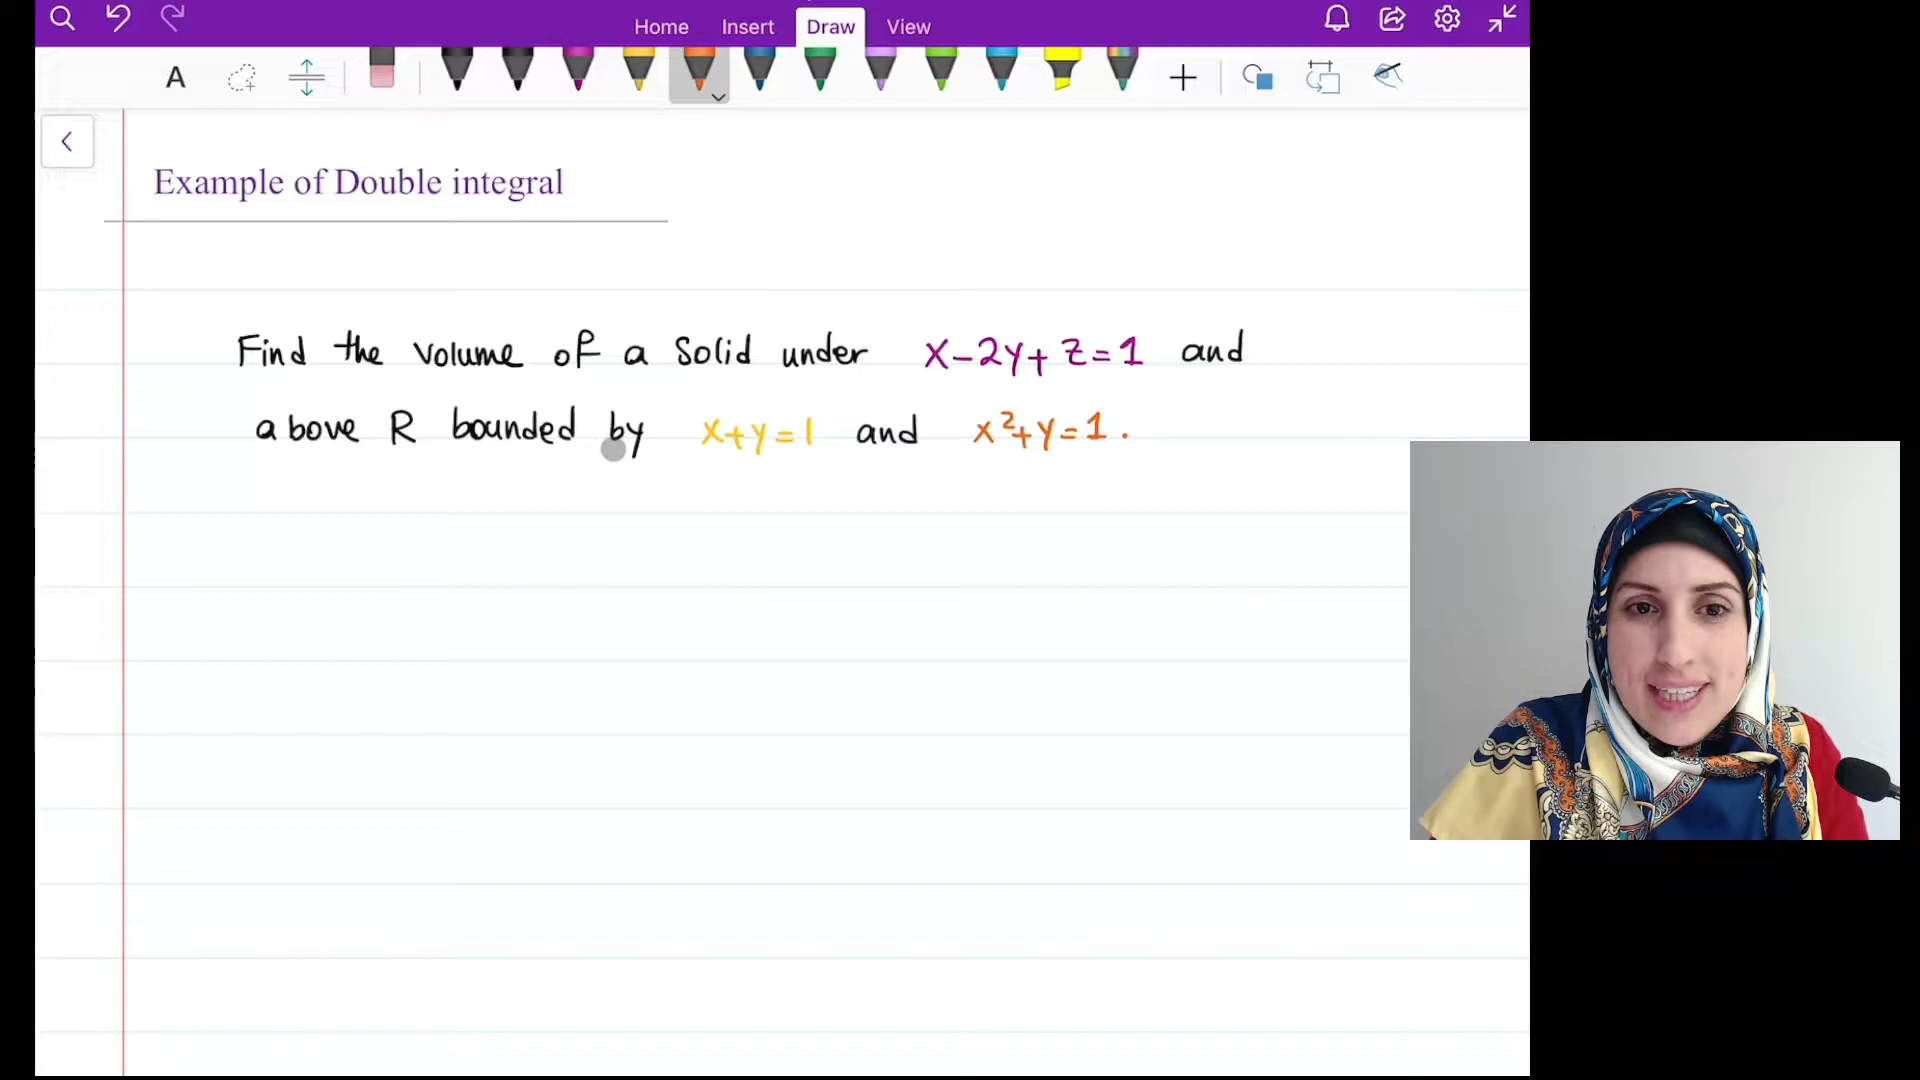 Home Insert Draw View
A
Example of Double integral
Find the volume of a solid under x-2y+z=1 and
above R bounded by x+y=1 and x²+y=1.